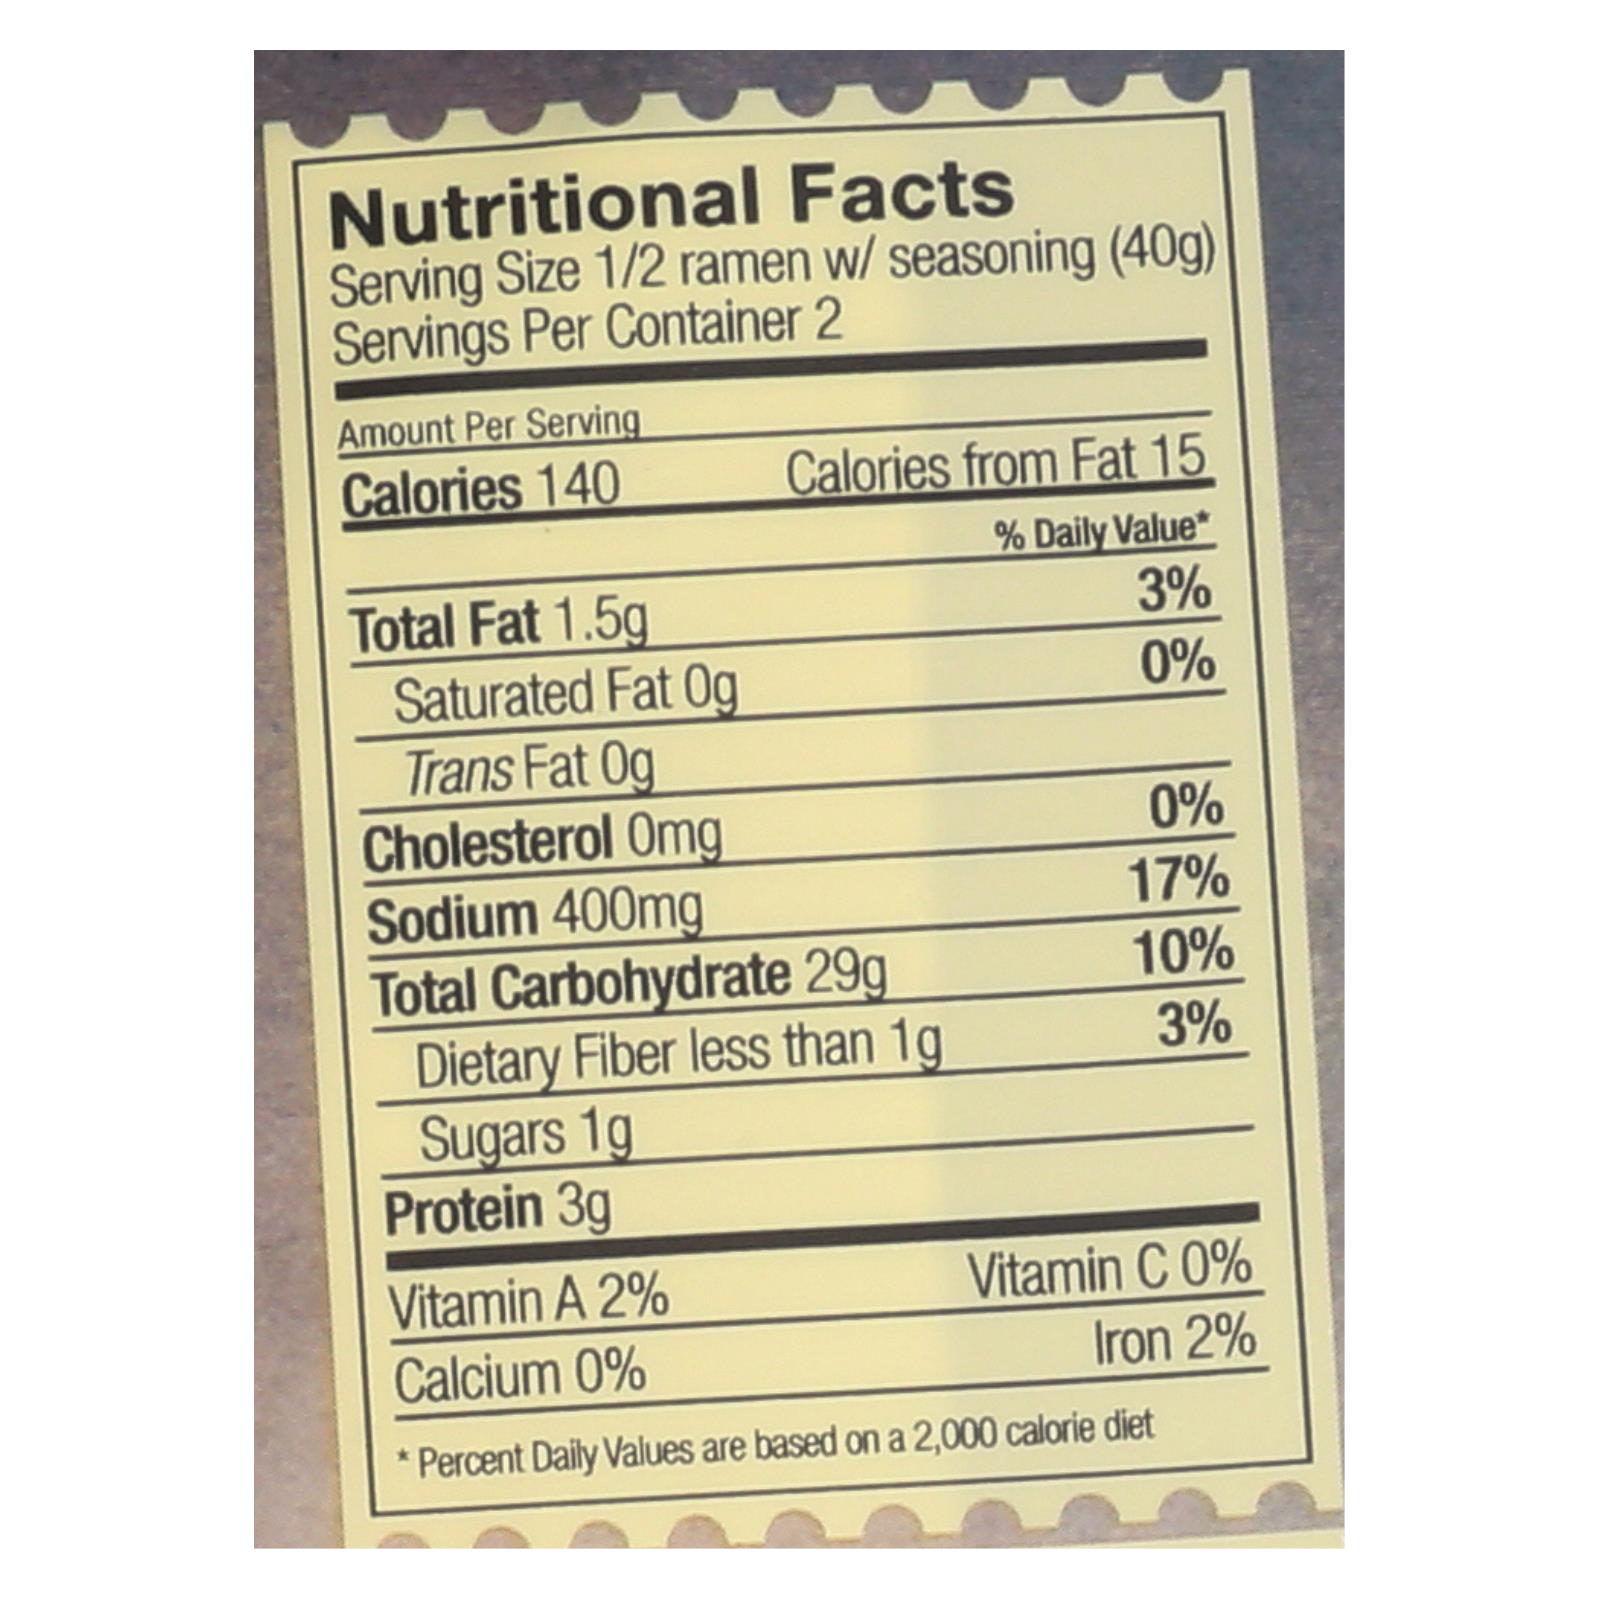 Nutritional Facts
Serving Size 1/2 ramen w/ seasoning (40g)
Servings Per Container 2
Amount Per Serving
Calories 140 Calories from Fat 15
% Daily Value*
Total Fat 1.5g 3%
Saturated Fat 0g 0%
Trans Fat 0g
Cholesterol 0mg 0%
Sodium 400mg 17%
Total Carbohydrate 29g 10%
Dietary Fiber less than 1g 3%
Sugars 1g
Protein 3g
Vitamin A 2% Vitamin C 0%
Calcium 0% Iron 2%
* Percent Daily Values are based on a 2,000 calorie diet